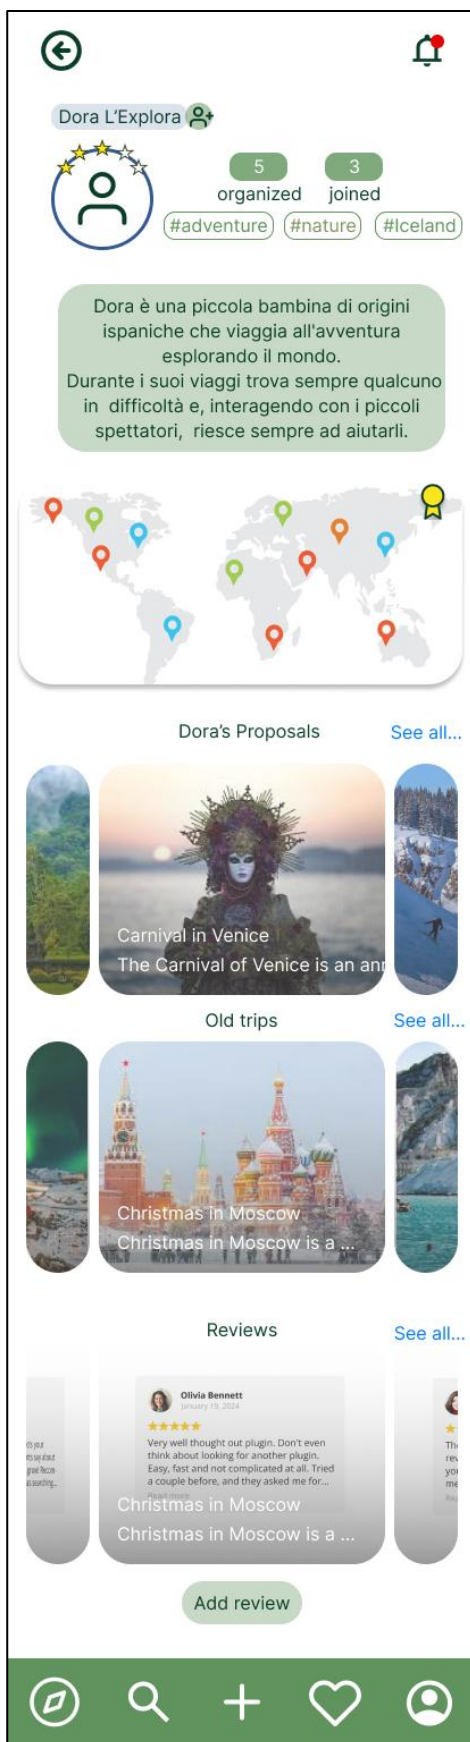 Dora L'Explora
5
3
organized
joined
#adventure
#nature
#Iceland
Dora è una piccola bambina di origini
ispaniche che viaggia all'avventura
esplorando il mondo.
Durante i suoi viaggi trova sempre qualcuno
in difficoltà e, interagendo con i piccoli
spettatori, riesce sempre ad aiutarli.
Dora's Proposals
See all...
Carnival in Venice
The Carnival of Venice is an
Old trips
See all...
Christmas in Moscow
Christmas in Moscow is a ...
Reviews
See all...
Olivia Bennett
January 19, 2024
Very well thought out plugin. Don't even
think about looking for another plugin.
Easy, fast and not complicated at all. Tried
a couple before, and they asked me for...
Read more
Christmas in Moscow
Christmas in Moscow is a ...
Add review